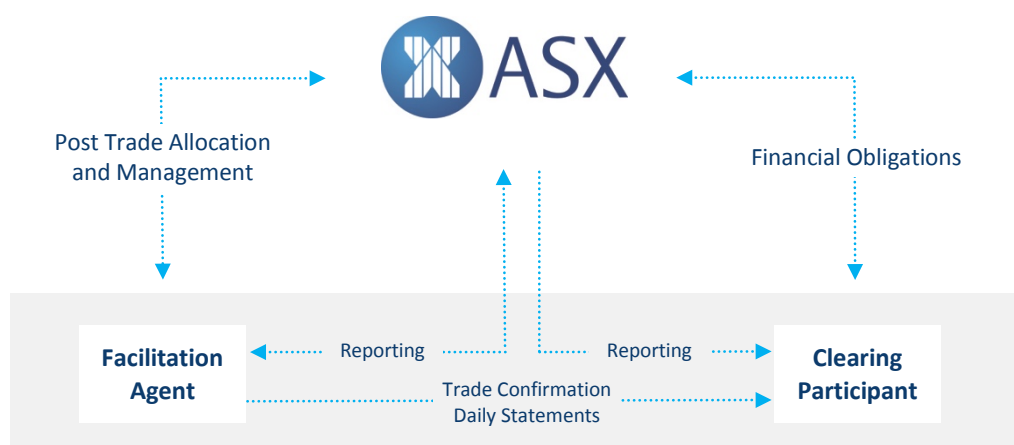 ASX
Post Trade Allocation
and Management
Financial Obligations
Facilitation
Agent
Reporting
Reporting
Clearing
Participant
Trade Confirmation
Daily Statements